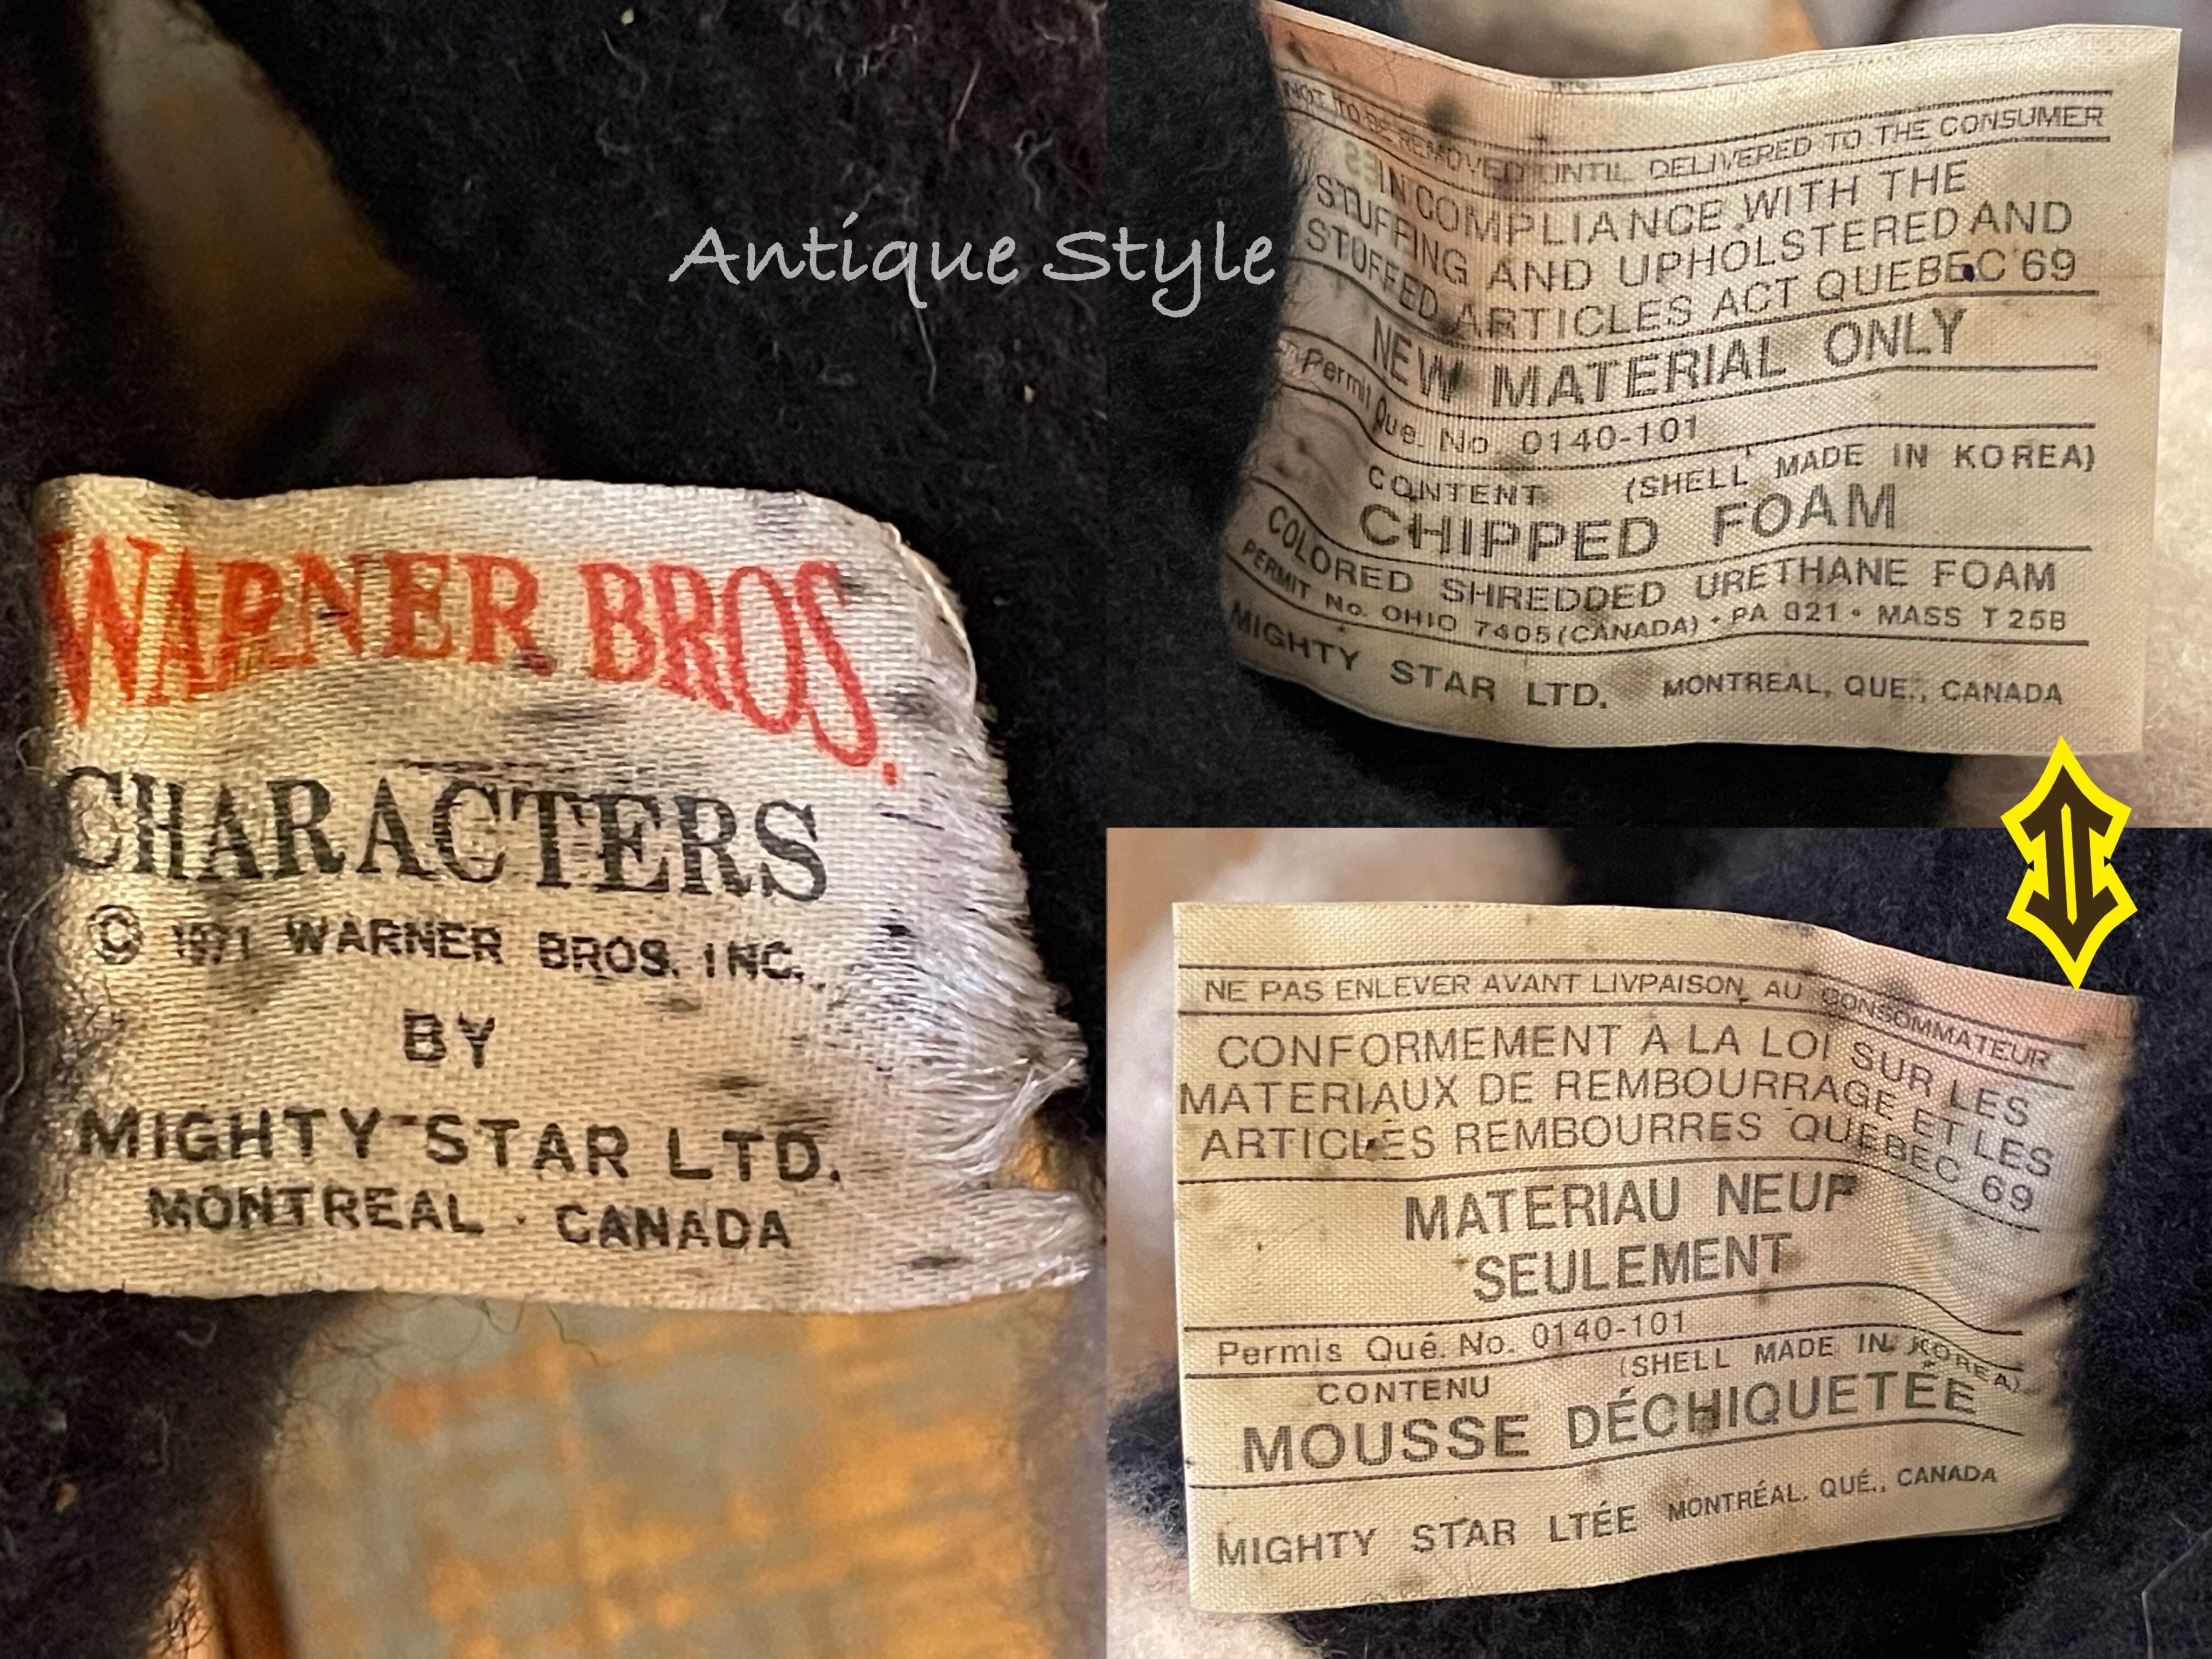 Antique Style
WARNER BROS.
CHARACTERS
© 1971 WARNER BROS. INC.
BY
MIGHTY STAR LTD.
MONTREAL · CANADA
NOT TO BE REMOVED UNTIL DELIVERED TO THE CONSUMER
IN COMPLIANCE WITH THE
STUFFING AND UPHOLSTERED AND
STUFFED ARTICLES ACT QUEBEC '69
NEW MATERIAL ONLY
Permit Que. No 0140-101
CONTENT (SHELL MADE IN KOREA)
CHIPPED FOAM
COLORED SHREDDED URETHANE FOAM
PERMIT No. OHIO 7405 (CANADA) • PA 821 • MASS T 25B
MIGHTY STAR LTD. MONTREAL, QUE., CANADA
NE PAS ENLEVER AVANT LIVPAISON AU CONSOMMATEUR
CONFORMEMENT A LA LOI SUR LES
MATERIAUX DE REMBOURRAGE ET LES
ARTICLES REMBOURRES QUEBEC 69
MATERIAU NEUF
SEULEMENT
Permis Qué. No. 0140-101
(SHELL MADE IN KOREA)
CONTENU
MOUSSE DÉCHIQUETÉE
MIGHTY STAR LTÉE MONTRÉAL, QUÉ., CANADA